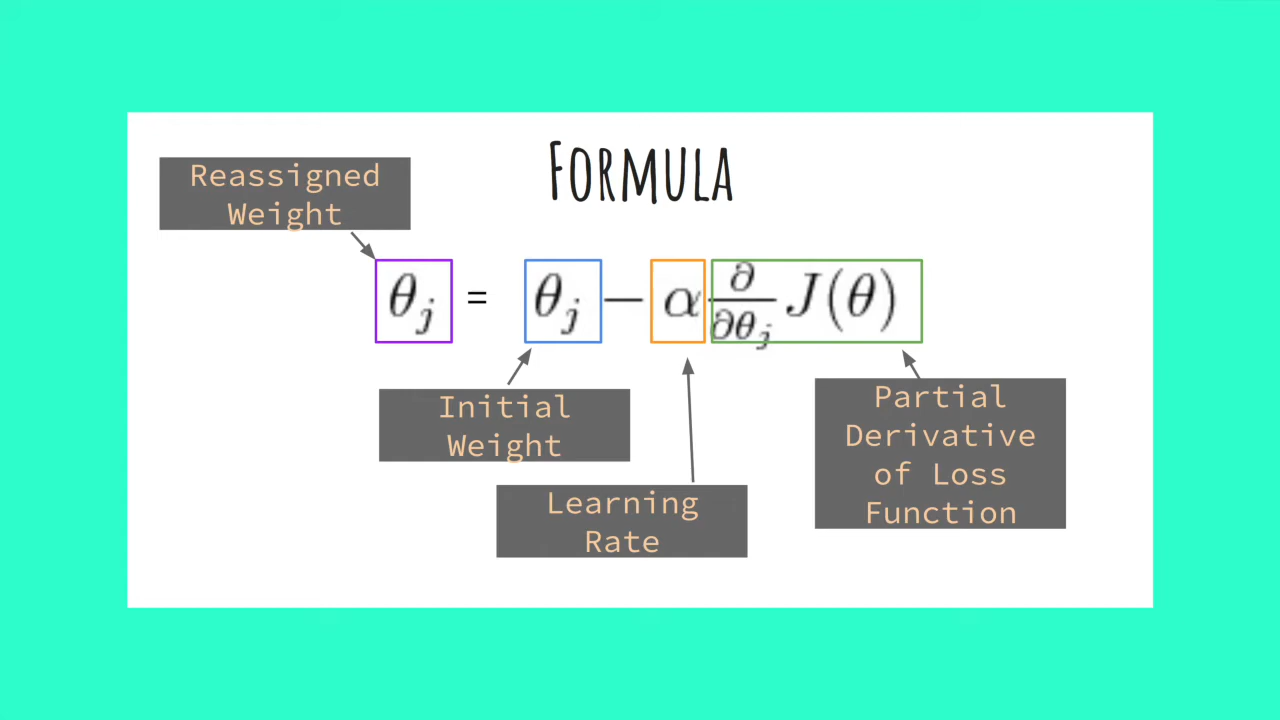 FORMULA
Reassigned
Weight
θⱼ = θⱼ − α ∂/∂θⱼ J(θ)
Initial
Weight
Learning
Rate
Partial
Derivative
of Loss
Function